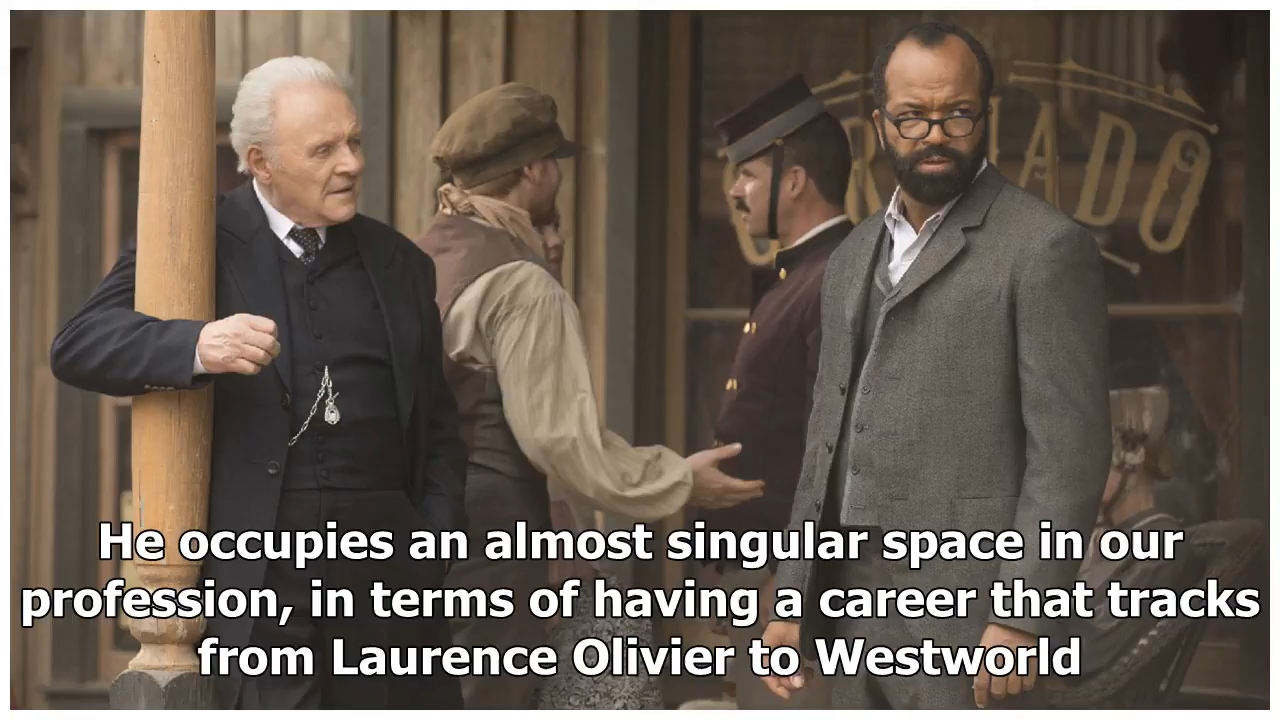 He occupies an almost singular space in our
profession, in terms of having a career that tracks
from Laurence Olivier to Westworld